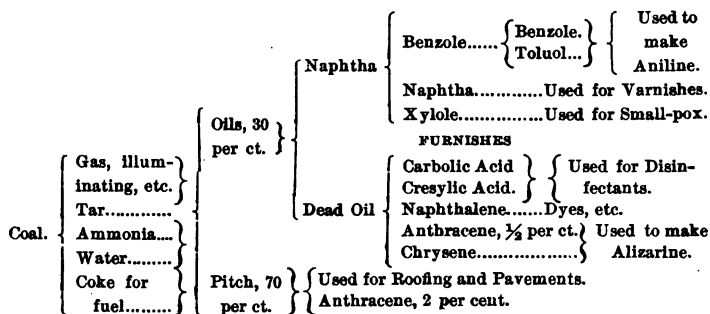 Benzole...... Benzole. Used to
Toluol... make
Aniline.
Naphtha
Naphtha.............Used for Varnishes.
Xylole...............Used for Small-pox.
Oils, 30
per ct.
FURNISHES
Gas, illum-
inating, etc.
Carbolic Acid Used for Disin-
Cresylic Acid. fectants.
Tar............
Dead Oil Naphthalene.......Dyes, etc.
Coal. Ammonia....
Anthracene, ½ per ct. Used to make
Water.........
Chrysene...................... Alizarine.
Coke for
fuel.........
Pitch, 70 Used for Roofing and Pavements.
per ct. Anthracene, 2 per cent.